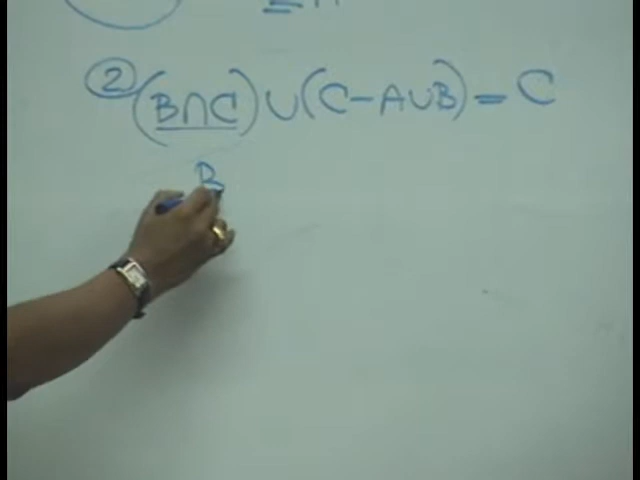 ② (B∩C) ∪ (C-A∪B) = C
B